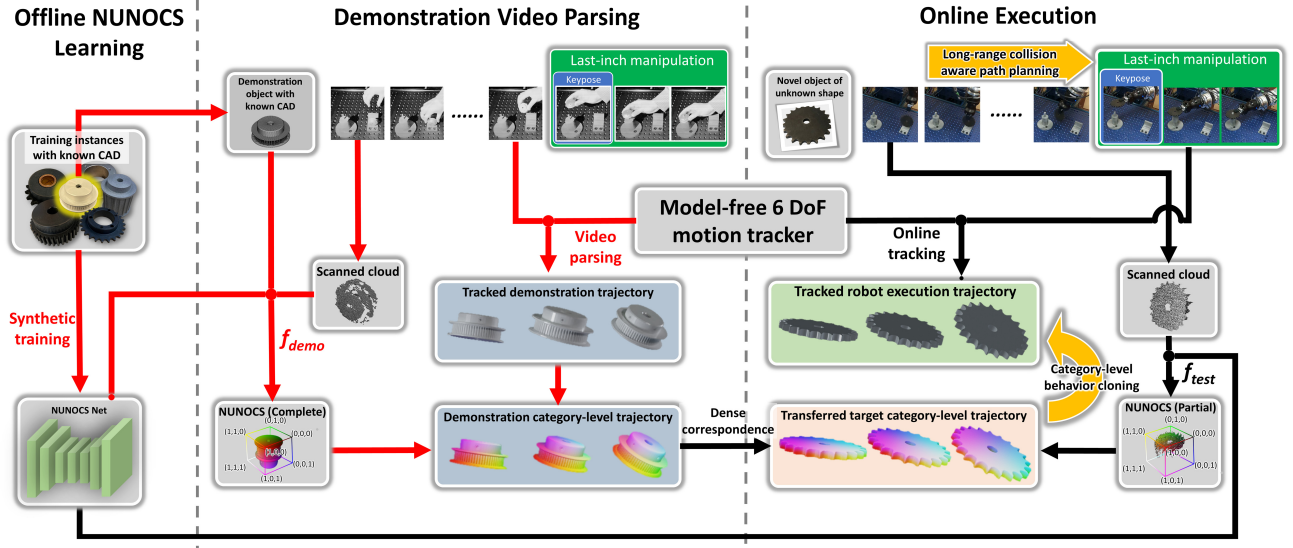 Offline NUNOCS
Learning
Demonstration Video Parsing
Online Execution
Training instances
with known CAD
Synthetic
training
NUNOCS Net
Demonstration
object with
known CAD
......
Last-inch manipulation
Keypose
Scanned cloud
f_demo
Video
parsing
Model-free 6 DoF
motion tracker
Tracked demonstration trajectory
NUNOCS (Complete)
(0,1,0)
(1,1,0)
(0,0,0)
(1,0,0)
(1,1,1)
(0,0,1)
(1,0,1)
Demonstration category-level trajectory
Dense
correspondence
Novel object of
unknown shape
Long-range collision
aware path planning
......
Last-inch manipulation
Keypose
Online
tracking
Scanned cloud
Tracked robot execution trajectory
Category-level
behavior cloning
f_test
Transferred target category-level trajectory
NUNOCS (Partial)
(0,1,0)
(1,1,0)
(0,0,0)
(1,0,0)
(1,1,1)
(0,0,1)
(1,0,1)